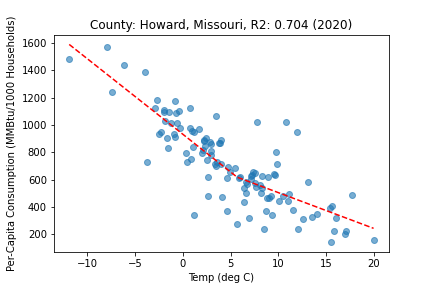 County: Howard, Missouri, R2: 0.704 (2020)
Per-Capita Consumption (MMBtu/1000 Households)
1600
1400
1200
1000
800
600
400
200
−10 −5 0 5 10 15 20
Temp (deg C)